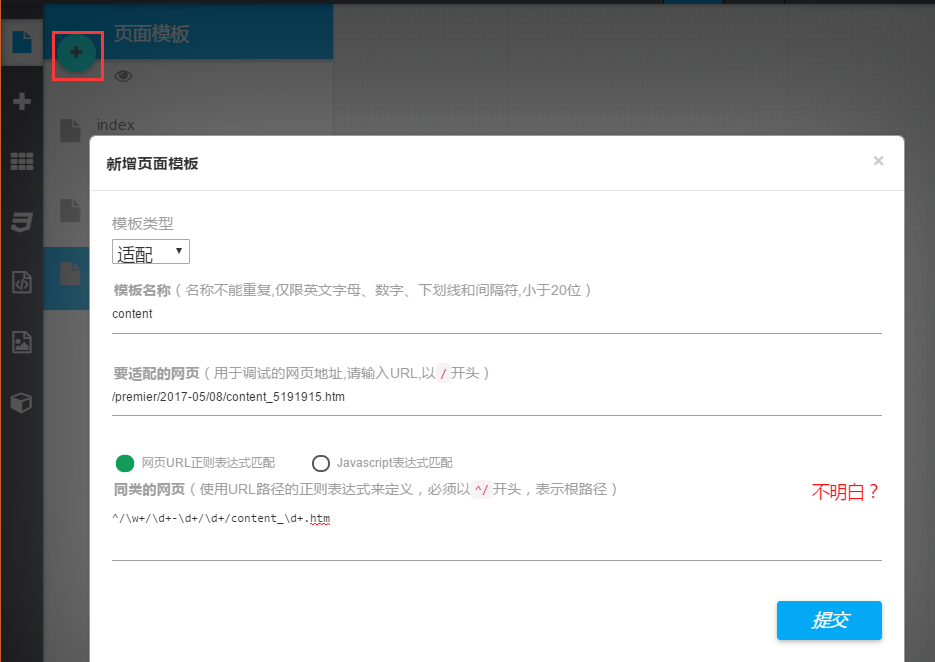 页面模板
index
新增页面模板
×
模板类型
适配
模板名称（名称不能重复,仅限英文字母、数字、下划线和间隔符,小于20位）
content
要适配的网页（用于调试的网页地址,请输入URL,以 / 开头）
/premier/2017-05/08/content_5191915.htm
网页URL正则表达式匹配 Javascript表达式匹配
同类的网页（使用URL路径的正则表达式来定义，必须以 ^/ 开头，表示根路径）
不明白？
^/\w+/\d+-\d+/\d+/content_\d+.htm
提交